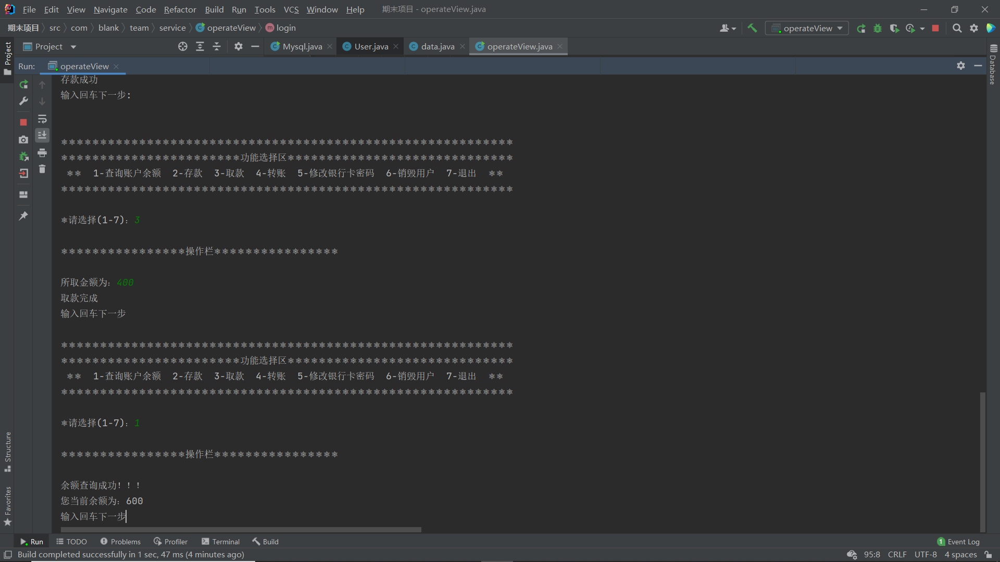 File Edit View Navigate Code Refactor Build Run Tools VCS Window Help 期末项目 - operateView.java
期末项目 src com blank team service operateView login operateView
Project Mysql.java User.java data.java operateView.java
Run: operateView
Project
Database
存款成功
输入回车下一步:
❄❄❄❄❄❄❄❄❄❄❄❄❄❄❄❄❄❄❄❄❄❄❄❄❄❄❄❄❄❄❄❄❄❄❄❄❄❄❄❄❄❄❄❄❄❄❄❄❄❄❄❄❄❄❄❄❄❄
❄❄❄❄❄❄❄❄❄❄❄❄❄❄❄❄❄❄❄❄❄❄❄功能选择区❄❄❄❄❄❄❄❄❄❄❄❄❄❄❄❄❄❄❄❄❄❄❄❄❄❄❄❄❄
❄❄ 1-查询账户余额 2-存款 3-取款 4-转账 5-修改银行卡密码 6-销毁用户 7-退出 ❄❄
❄❄❄❄❄❄❄❄❄❄❄❄❄❄❄❄❄❄❄❄❄❄❄❄❄❄❄❄❄❄❄❄❄❄❄❄❄❄❄❄❄❄❄❄❄❄❄❄❄❄❄❄❄❄❄❄❄❄
❄请选择(1-7)：3
❄❄❄❄❄❄❄❄❄❄❄❄❄❄❄❄操作栏❄❄❄❄❄❄❄❄❄❄❄❄❄❄❄❄
所取金额为：400
取款完成
输入回车下一步
❄❄❄❄❄❄❄❄❄❄❄❄❄❄❄❄❄❄❄❄❄❄❄❄❄❄❄❄❄❄❄❄❄❄❄❄❄❄❄❄❄❄❄❄❄❄❄❄❄❄❄❄❄❄❄❄❄❄
❄❄❄❄❄❄❄❄❄❄❄❄❄❄❄❄❄❄❄❄❄❄❄功能选择区❄❄❄❄❄❄❄❄❄❄❄❄❄❄❄❄❄❄❄❄❄❄❄❄❄❄❄❄❄
❄❄ 1-查询账户余额 2-存款 3-取款 4-转账 5-修改银行卡密码 6-销毁用户 7-退出 ❄❄
❄❄❄❄❄❄❄❄❄❄❄❄❄❄❄❄❄❄❄❄❄❄❄❄❄❄❄❄❄❄❄❄❄❄❄❄❄❄❄❄❄❄❄❄❄❄❄❄❄❄❄❄❄❄❄❄❄❄
❄请选择(1-7)：1
❄❄❄❄❄❄❄❄❄❄❄❄❄❄❄❄操作栏❄❄❄❄❄❄❄❄❄❄❄❄❄❄❄❄
余额查询成功！！！
您当前余额为：600
输入回车下一步
Structure
Favorites
Run TODO Problems Profiler Terminal Build 1 Event Log
Build completed successfully in 1 sec, 47 ms (4 minutes ago) 95:8 CRLF UTF-8 4 spaces